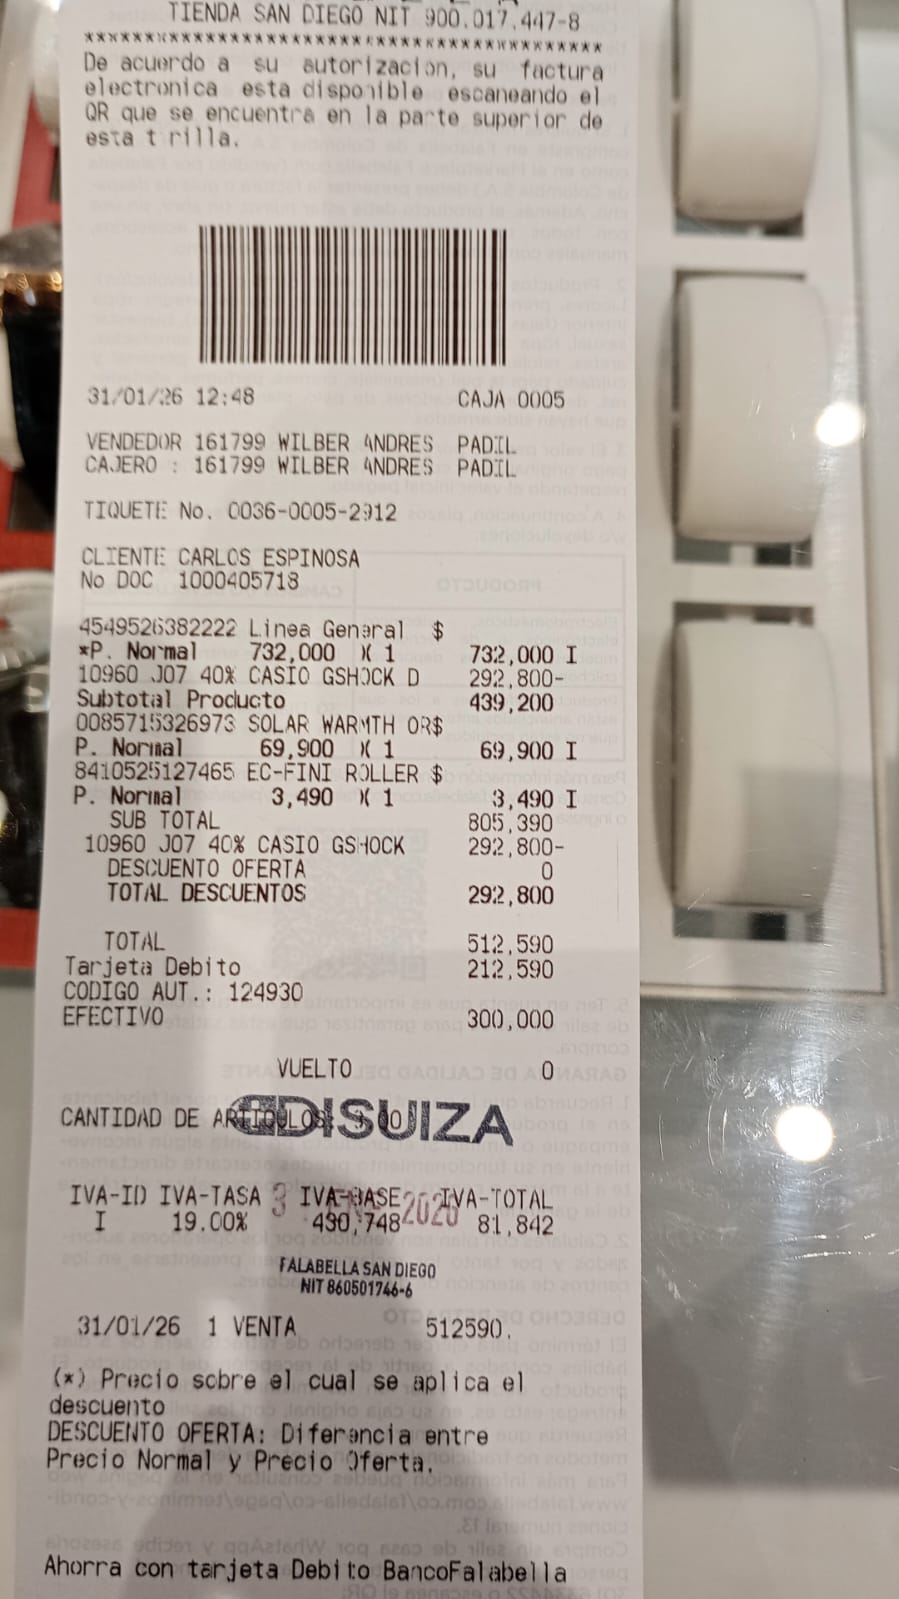 TIENDA SAN DIEGO NIT 900.017.447-8
******************************************
De acuerdo a su autorizacion, su factura
electronica esta disponible escaneando el
QR que se encuentra en la parte superior de
esta t rilla.
31/01/26 12:48 CAJA 0005
VENDEDOR 161799 WILBER ANDRES PADIL
CAJERO : 161799 WILBER ANDRES PADIL
TIQUETE No. 0036-0005-2912
CLIENTE CARLOS ESPINOSA
No DOC 1000405718
4549526382222 Linea General $
*P. Normal 732,000 X 1 732,000 I
10960 J07 40% CASIO GSHOCK D 292,800-
Subtotal Producto 439,200
0085715326973 SOLAR WARMTH OR$
P. Normal 69,900 X 1 69,900 I
8410525127465 EC-FINI ROLLER $
P. Normal 3,490 X 1 3,490 I
SUB TOTAL 805,390
10960 J07 40% CASIO GSHOCK 292,800-
DESCUENTO OFERTA 0
TOTAL DESCUENTOS 292,800
TOTAL 512,590
Tarjeta Debito 212,590
CODIGO AUT.: 124930
EFECTIVO 300,000
VUELTO 0
CANTIDAD DE ARTICULOS
DISUIZA
IVA-ID IVA-TASA IVA-BASE IVA-TOTAL
I 19.00% 430,748 81,842
FALABELLA SAN DIEGO
NIT 860501746-6
31/01/26 1 VENTA 512590.
(*) Precio sobre el cual se aplica el
descuento
DESCUENTO OFERTA: Diferencia entre
Precio Normal y Precio Oferta.
Ahorra con tarjeta Debito BancoFalabella